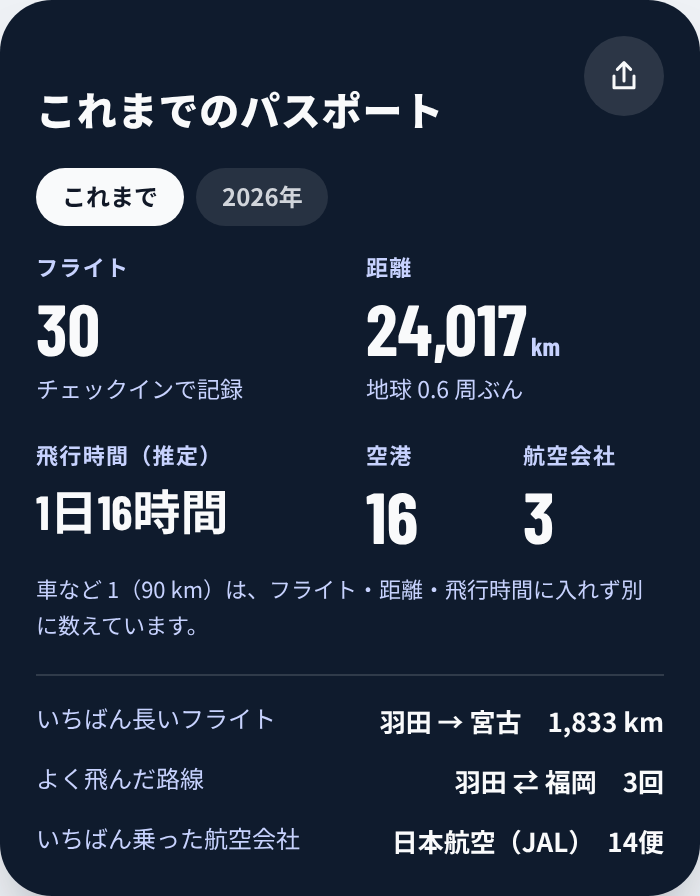 これまでのパスポート
これまで
2026年
フライト
30
チェックインで記録
距離
24,017 km
地球 0.6 周ぶん
飛行時間（推定）
1日16時間
空港
16
航空会社
3
車など 1（90 km）は、フライト・距離・飛行時間に入れず別
に数えています。
いちばん長いフライト 羽田 → 宮古 1,833 km
よく飛んだ路線 羽田 ⇄ 福岡 3回
いちばん乗った航空会社 日本航空（JAL） 14便